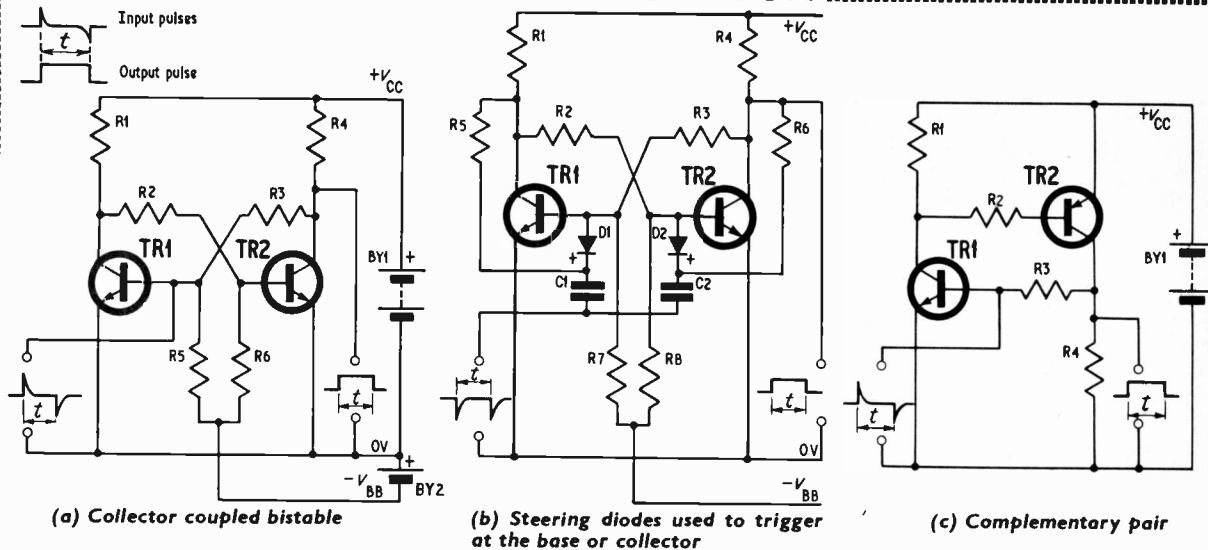 Input pulses
t
Output pulse
+VCC
R1
R4
R2
R3
TR1
TR2
BY1
+
R5
R6
t
t
0V
+
-VBB
BY2
(a) Collector coupled bistable
+VCC
R1
R4
R5
R2
R3
R6
TR1
TR2
D1
D2
+
+
C1
C2
R7
R8
t
t
0V
-VBB
(b) Steering diodes used to trigger
at the base or collector
+VCC
R1
TR2
R2
+
BY1
TR1
R3
R4
t
t
(c) Complementary pair